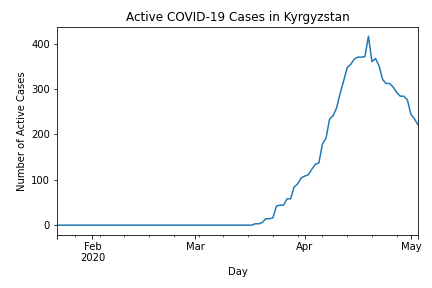 Active COVID-19 Cases in Kyrgyzstan
Number of Active Cases
400
300
200
100
0
Feb
2020
Mar
Apr
May
Day